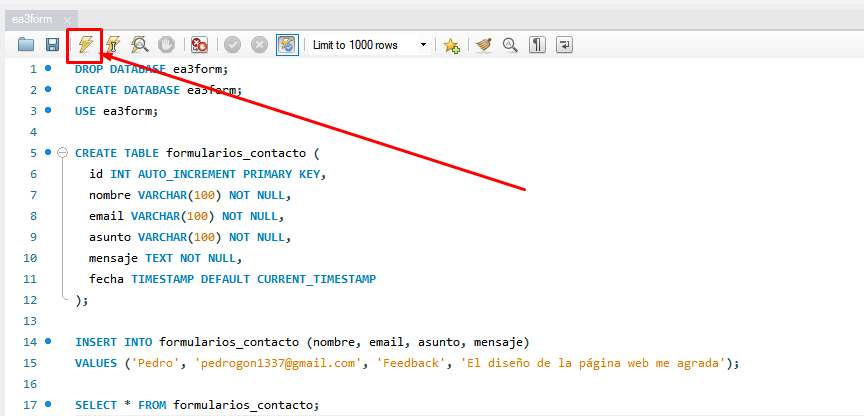 ea3form
Limit to 1000 rows
1 DROP DATABASE ea3form;
2 CREATE DATABASE ea3form;
3 USE ea3form;
4
5 CREATE TABLE formularios_contacto (
6 id INT AUTO_INCREMENT PRIMARY KEY,
7 nombre VARCHAR(100) NOT NULL,
8 email VARCHAR(100) NOT NULL,
9 asunto VARCHAR(100) NOT NULL,
10 mensaje TEXT NOT NULL,
11 fecha TIMESTAMP DEFAULT CURRENT_TIMESTAMP
12 );
13
14 INSERT INTO formularios_contacto (nombre, email, asunto, mensaje)
15 VALUES ('Pedro', 'pedrogon1337@gmail.com', 'Feedback', 'El diseño de la página web me agrada');
16
17 SELECT * FROM formularios_contacto;